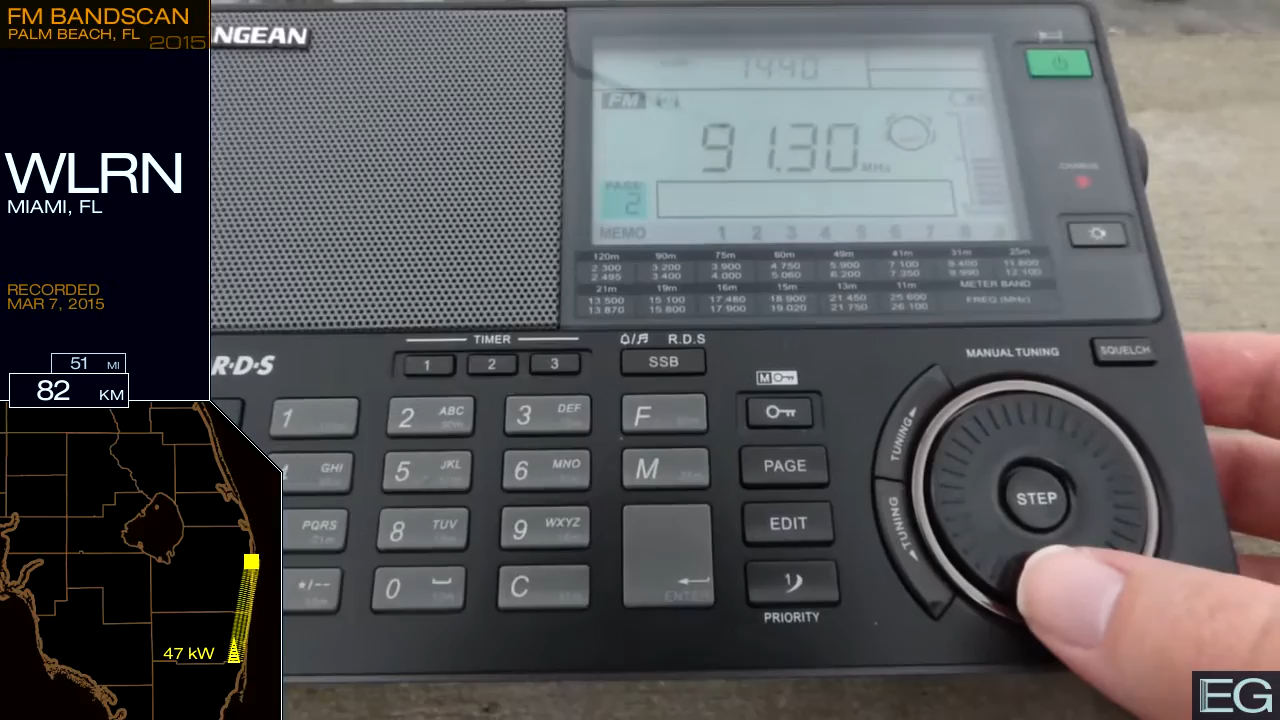 FM BANDSCAN
PALM BEACH, FL
2015
WLRN
MIAMI, FL
RECORDED
MAR 7, 2015
51 MI
82 KM
47 kW
NGEAN
1440
FM
91.30 MHz
PAGE
2
MEMO 1 2 3 4 5 6 7 8 9
120m 90m 75m 60m 49m 41m 31m 25m
2.300 3.200 3.900 4.750 5.900 7.100 9.400 11.600
2.495 3.400 4.000 5.060 6.200 7.350 9.990 12.100
21m 19m 16m 15m 13m 11m METER BAND
13.500 15.100 17.480 18.900 21.450 25.600 FREQ.(MHz)
13.870 15.800 17.900 19.020 21.750 26.100
CHARGE
R·D·S
TIMER
1 2 3
R.D.S
SSB
MANUAL TUNING
SQUELCH
M
1
2 ABC
3 DEF
F
GHI
5 JKL
6 MNO
M
PAGE
TUNING
STEP
TUNING
PQRS
8 TUV
9 WXYZ
EDIT
*/--
0
C
ENTER
PRIORITY
EG